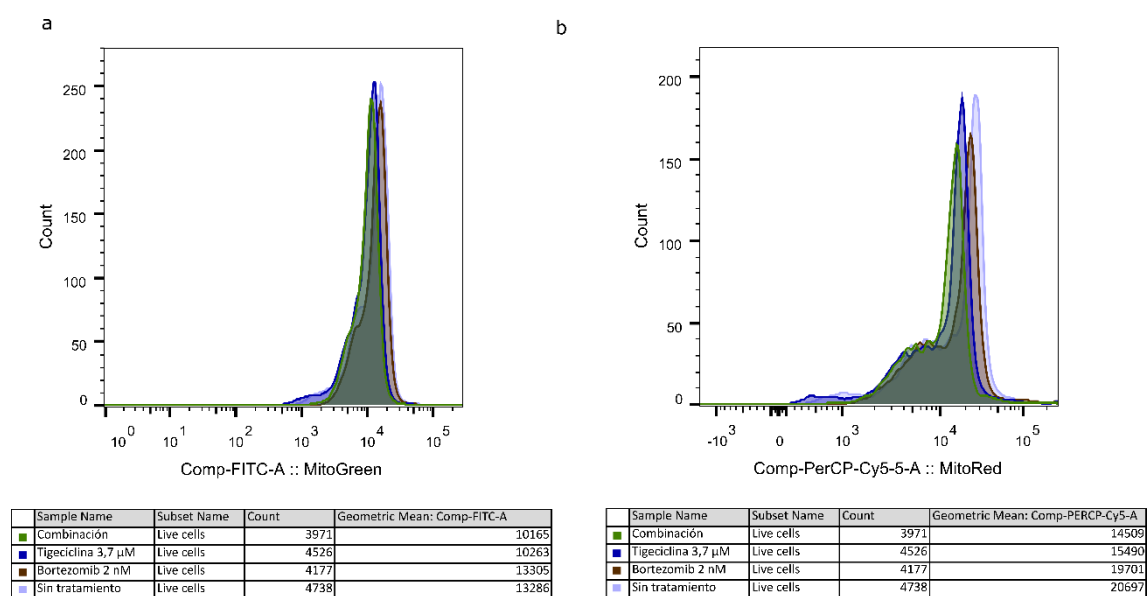 a
250
200
150
100
50
0
Count
10^0 10^1 10^2 10^3 10^4 10^5
Comp-FITC-A :: MitoGreen
Sample Name Subset Name Count Geometric Mean: Comp-FITC-A
Combinación Live cells 3971 10165
Tigeciclina 3,7 µM Live cells 4526 10263
Bortezomib 2 nM Live cells 4177 13305
Sin tratamiento Live cells 4738 13286
b
200
150
100
50
0
Count
-10^3 0 10^3 10^4 10^5
Comp-PerCP-Cy5-5-A :: MitoRed
Sample Name Subset Name Count Geometric Mean: Comp-PERCP-Cy5-A
Combinación Live cells 3971 14509
Tigeciclina 3,7 µM Live cells 4526 15490
Bortezomib 2 nM Live cells 4177 19701
Sin tratamiento Live cells 4738 20697